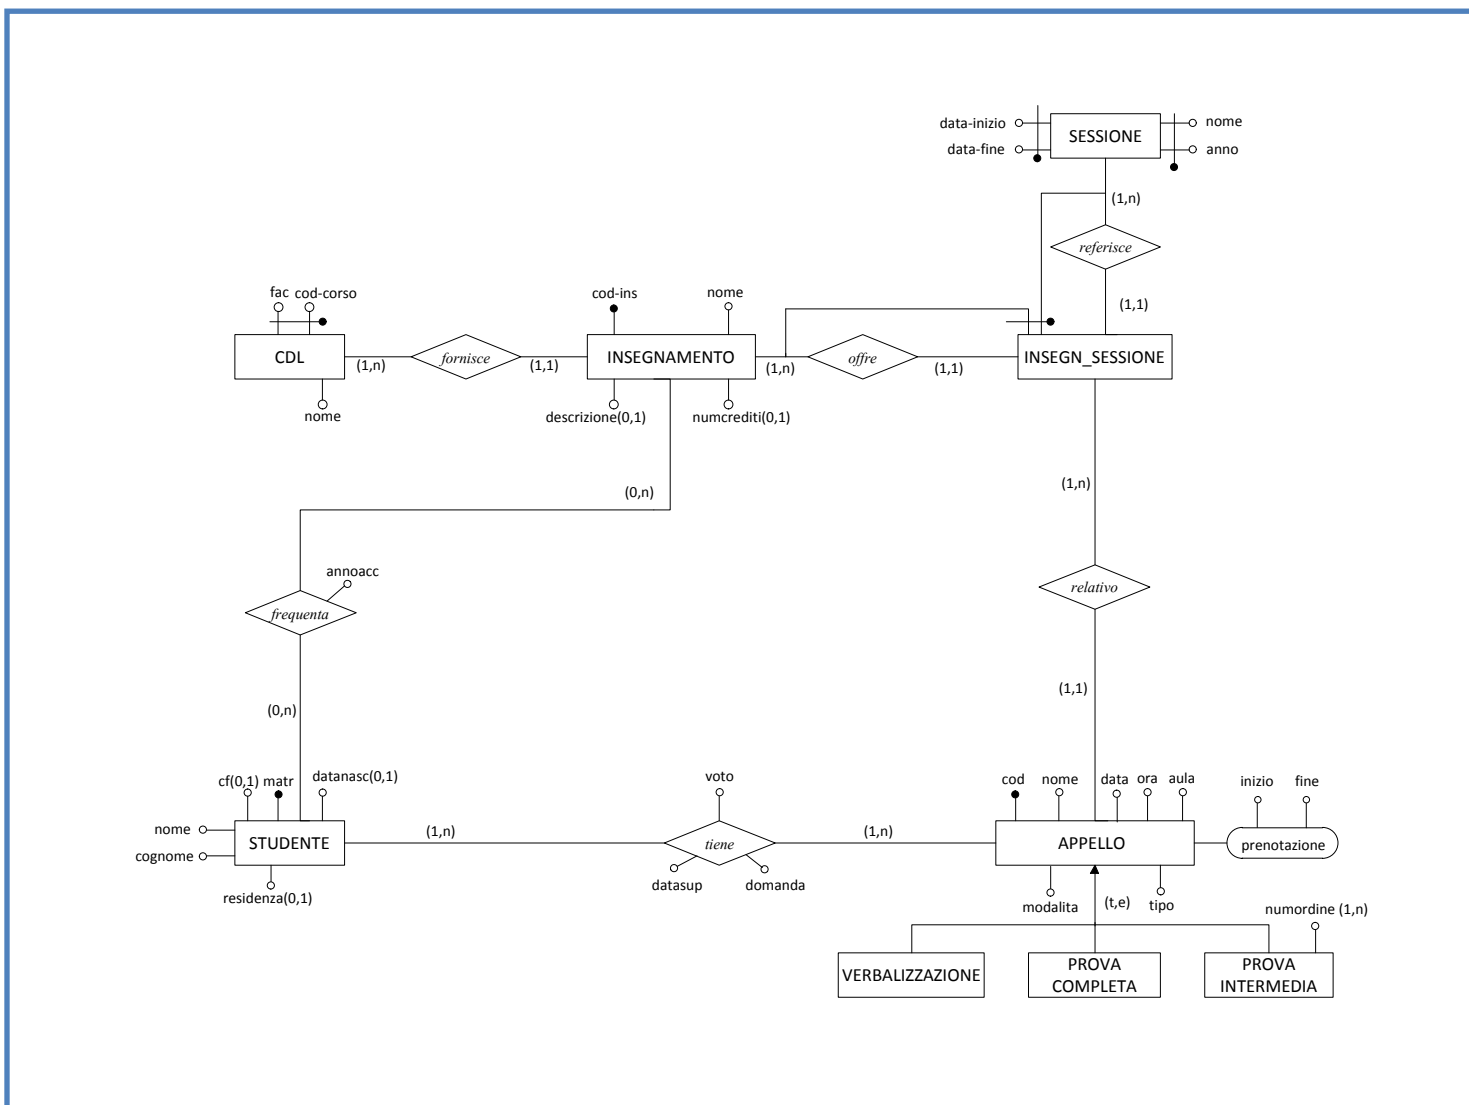 data-inizio
nome
SESSIONE
data-fine
anno
(1,n)
referisce
(1,1)
fac
cod-corso
cod-ins
nome
CDL
(1,n)
fornisce
(1,1)
INSEGNAMENTO
(1,n)
offre
(1,1)
INSEGN_SESSIONE
nome
descrizione(0,1)
numcrediti(0,1)
(0,n)
(1,n)
annoacc
frequenta
relativo
(0,n)
(1,1)
cf(0,1)
matr
datanasc(0,1)
nome
cognome
STUDENTE
residenza(0,1)
(1,n)
voto
tiene
datasup
domanda
(1,n)
cod
nome
data
ora
aula
APPELLO
inizio
fine
prenotazione
modalita
(t,e)
tipo
numordine (1,n)
VERBALIZZAZIONE
PROVA
COMPLETA
PROVA
INTERMEDIA